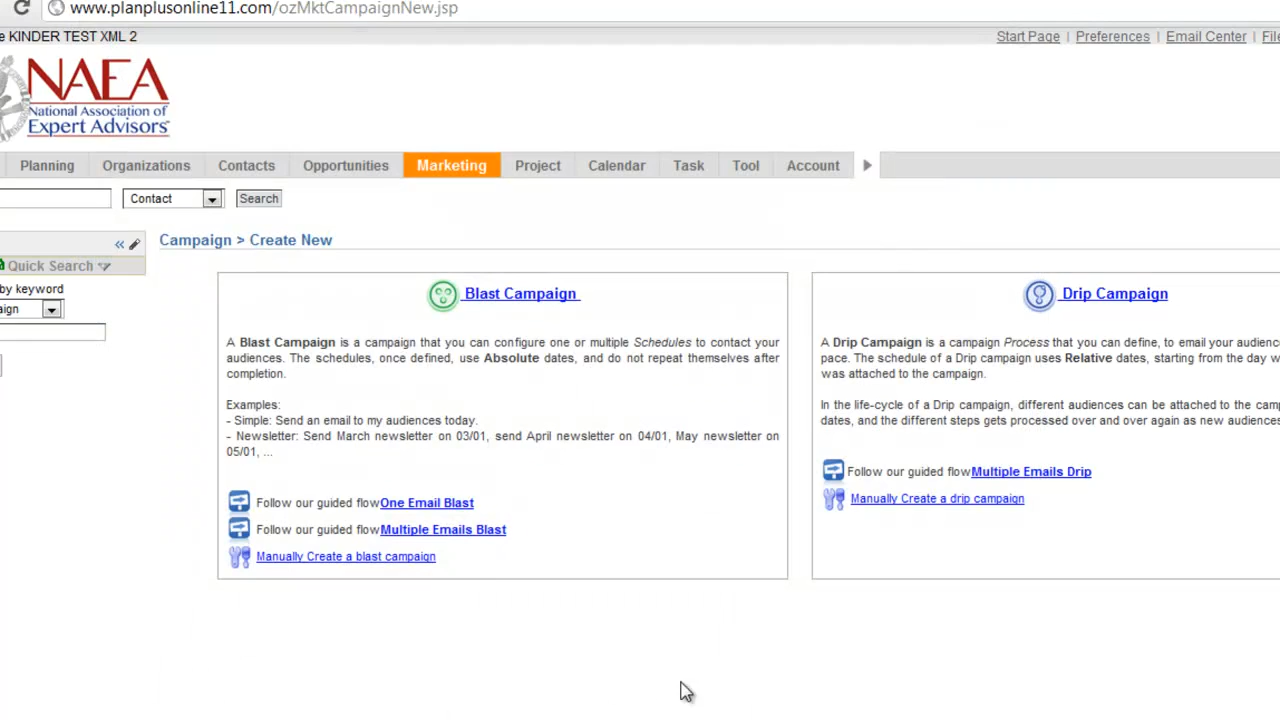 www.planplusonline11.com/ozMktCampaignNew.jsp
e KINDER TEST XML 2
Start Page | Preferences | Email Center | File
NAEA
National Association of
Expert Advisors
Planning Organizations Contacts Opportunities Marketing Project Calendar Task Tool Account
Contact Search
« Campaign > Create New
Quick Search
by keyword
aign
Blast Campaign
A Blast Campaign is a campaign that you can configure one or multiple Schedules to contact your
audiences. The schedules, once defined, use Absolute dates, and do not repeat themselves after
completion.
Examples:
- Simple: Send an email to my audiences today.
- Newsletter: Send March newsletter on 03/01, send April newsletter on 04/01, May newsletter on
05/01, ...
Follow our guided flowOne Email Blast
Follow our guided flowMultiple Emails Blast
Manually Create a blast campaign
Drip Campaign
A Drip Campaign is a campaign Process that you can define, to email your audience
pace. The schedule of a Drip campaign uses Relative dates, starting from the day w
was attached to the campaign.
In the life-cycle of a Drip campaign, different audiences can be attached to the camp
dates, and the different steps gets processed over and over again as new audiences
Follow our guided flowMultiple Emails Drip
Manually Create a drip campaign